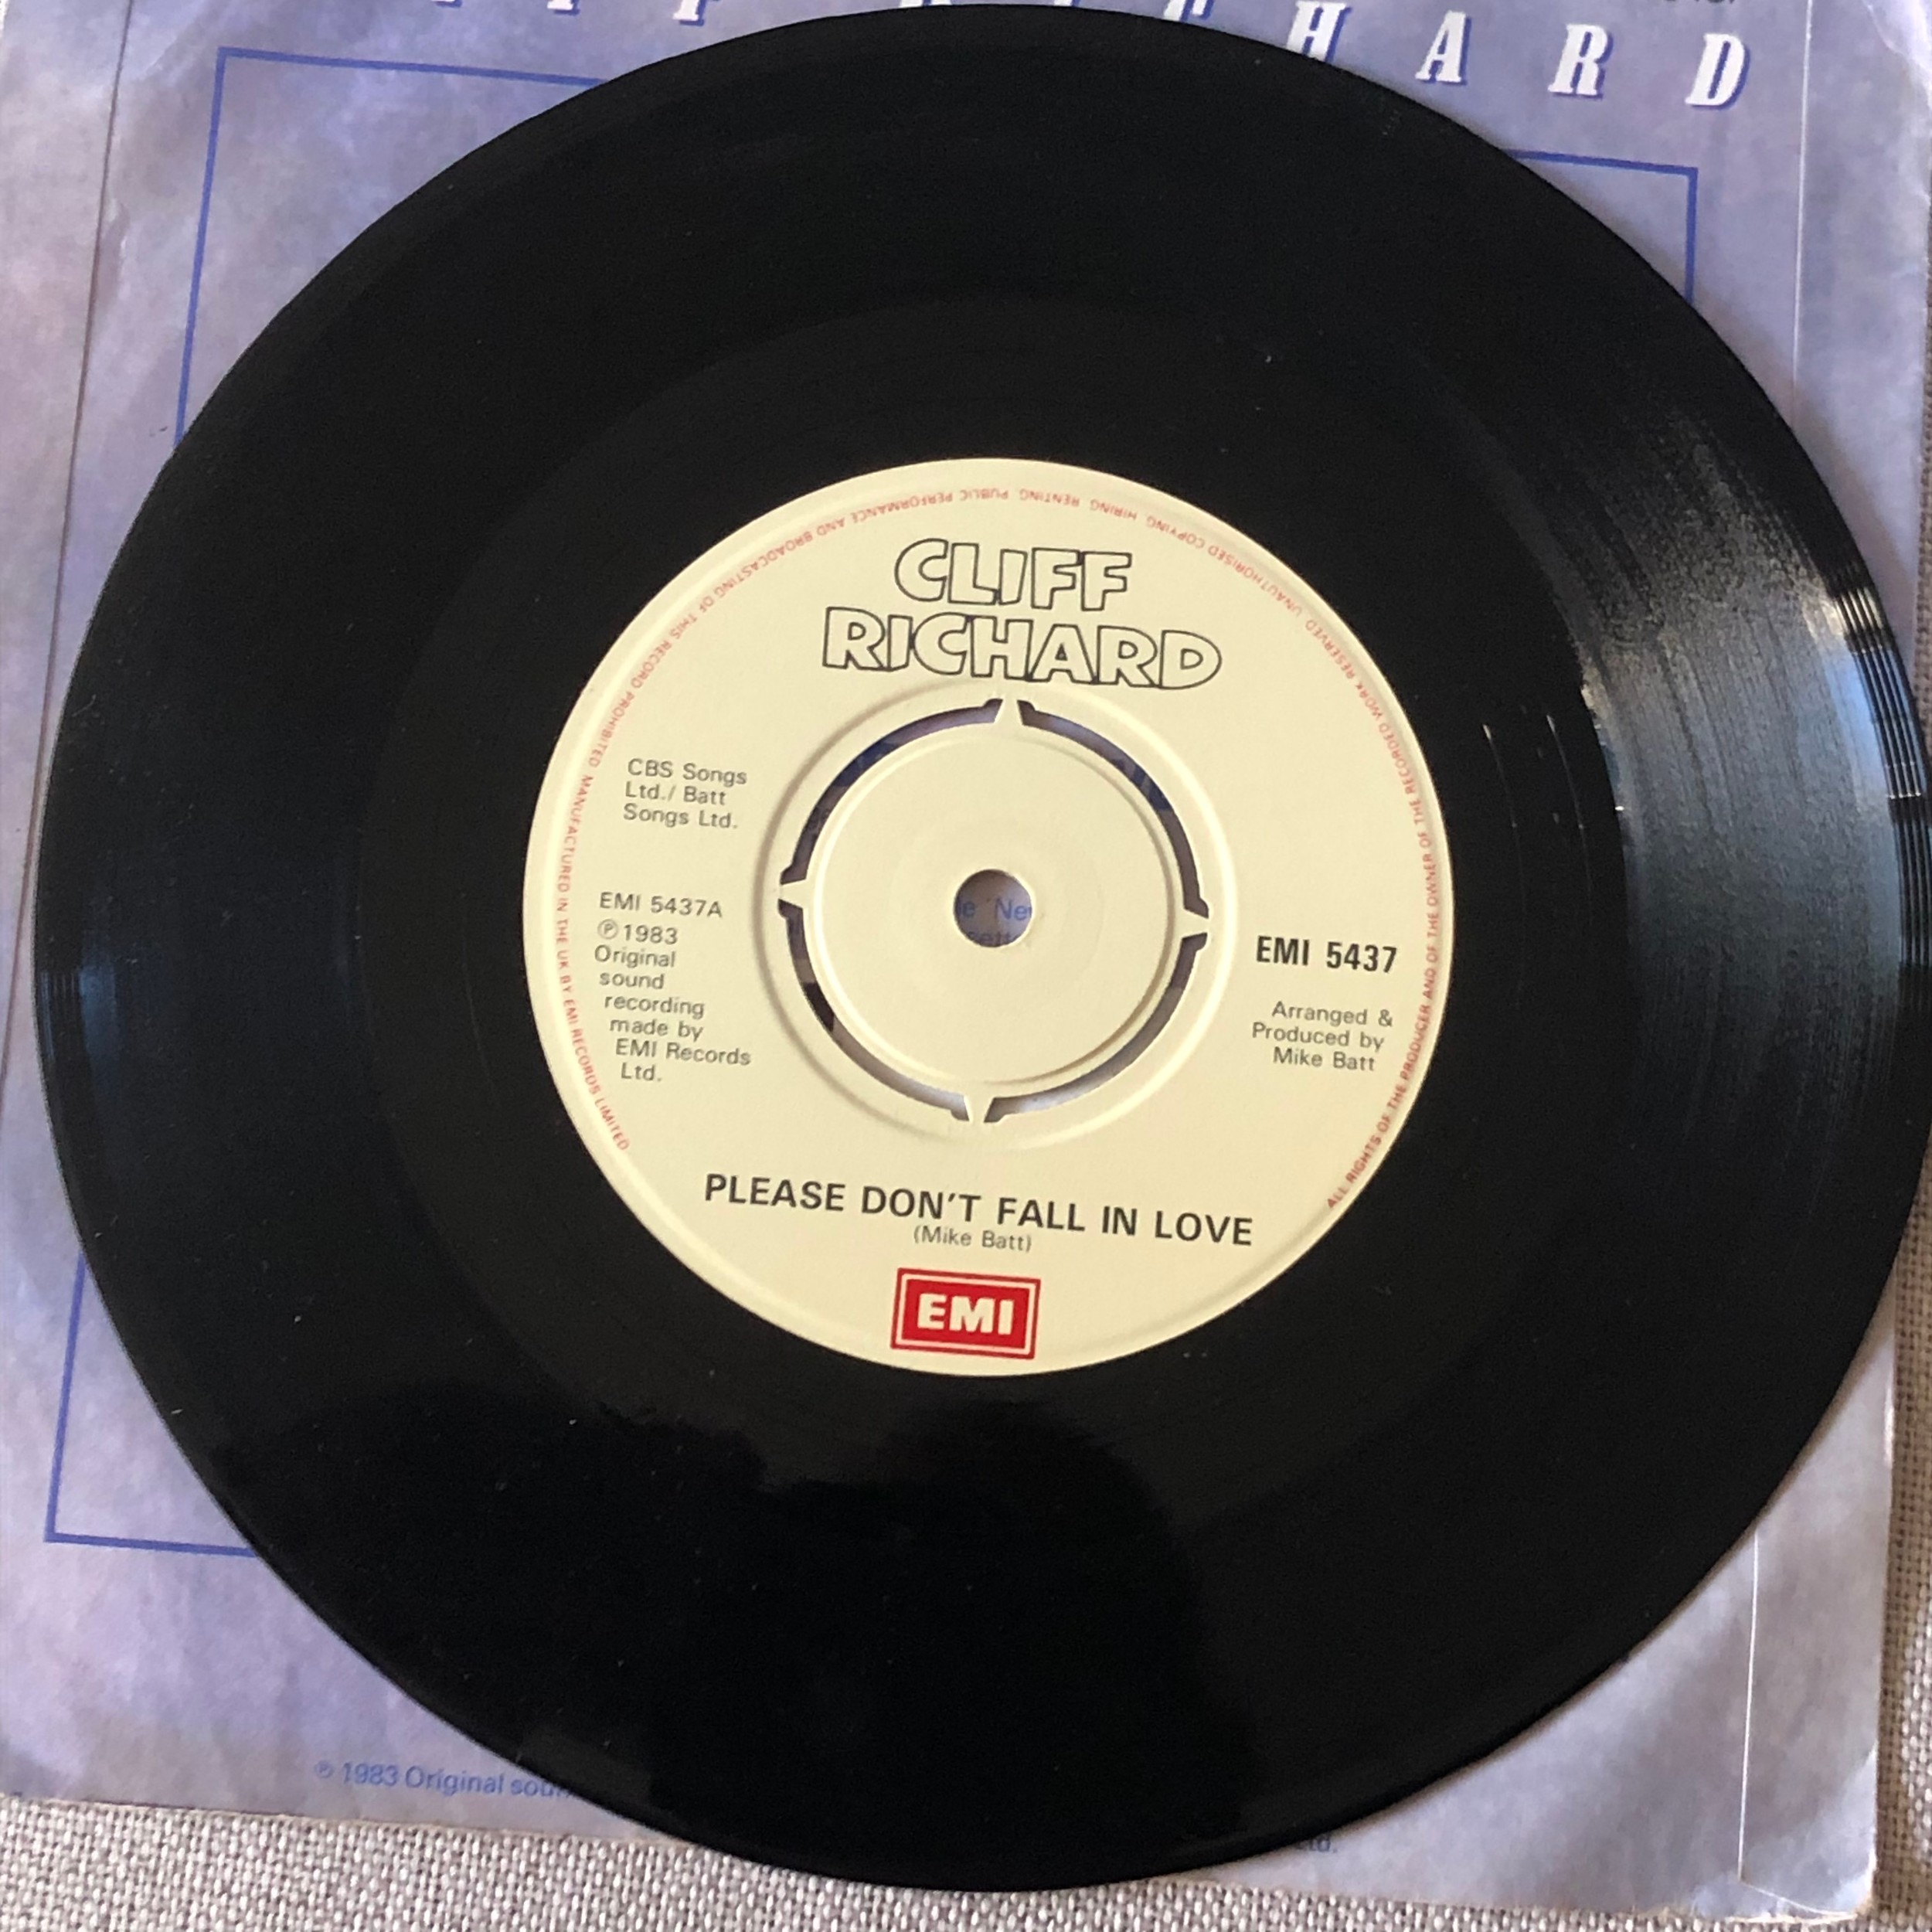 HARD
CLIFF
RICHARD
CBS Songs
Ltd./ Batt
Songs Ltd.
EMI 5437A
℗1983
Original
sound
recording
made by
EMI Records
Ltd.
EMI 5437
Arranged &
Produced by
Mike Batt
PLEASE DON'T FALL IN LOVE
(Mike Batt)
EMI
ALL RIGHTS OF THE PRODUCER AND OF THE OWNER OF THE RECORDED WORK RESERVED UNAUTHORISED COPYING HIRING RENTING PUBLIC PERFORMANCE AND BROADCASTING OF THIS RECORD PROHIBITED MANUFACTURED IN THE UK BY EMI RECORDS LIMITED
℗ 1983 Original
Ltd.